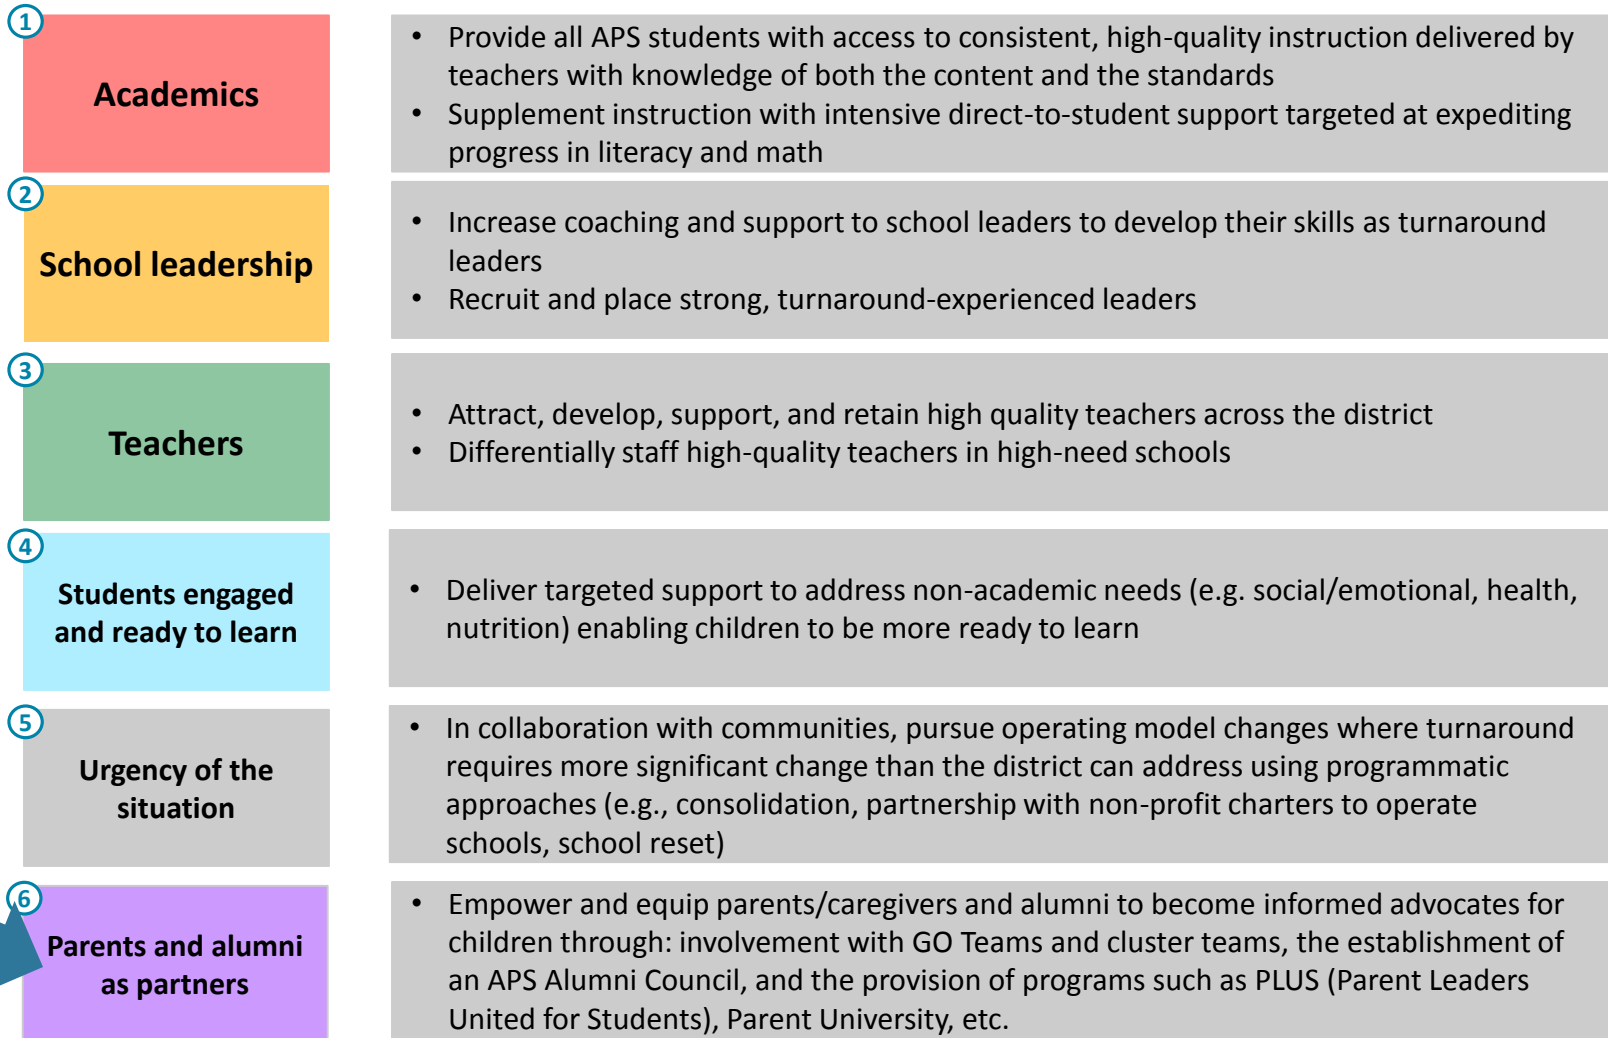 1
Academics
• Provide all APS students with access to consistent, high-quality instruction delivered by
teachers with knowledge of both the content and the standards
• Supplement instruction with intensive direct-to-student support targeted at expediting
progress in literacy and math
2
School leadership
• Increase coaching and support to school leaders to develop their skills as turnaround
leaders
• Recruit and place strong, turnaround-experienced leaders
3
Teachers
• Attract, develop, support, and retain high quality teachers across the district
• Differentially staff high-quality teachers in high-need schools
4
Students engaged
and ready to learn
• Deliver targeted support to address non-academic needs (e.g. social/emotional, health,
nutrition) enabling children to be more ready to learn
5
Urgency of the
situation
• In collaboration with communities, pursue operating model changes where turnaround
requires more significant change than the district can address using programmatic
approaches (e.g., consolidation, partnership with non-profit charters to operate
schools, school reset)
6
Parents and alumni
as partners
• Empower and equip parents/caregivers and alumni to become informed advocates for
children through: involvement with GO Teams and cluster teams, the establishment of
an APS Alumni Council, and the provision of programs such as PLUS (Parent Leaders
United for Students), Parent University, etc.